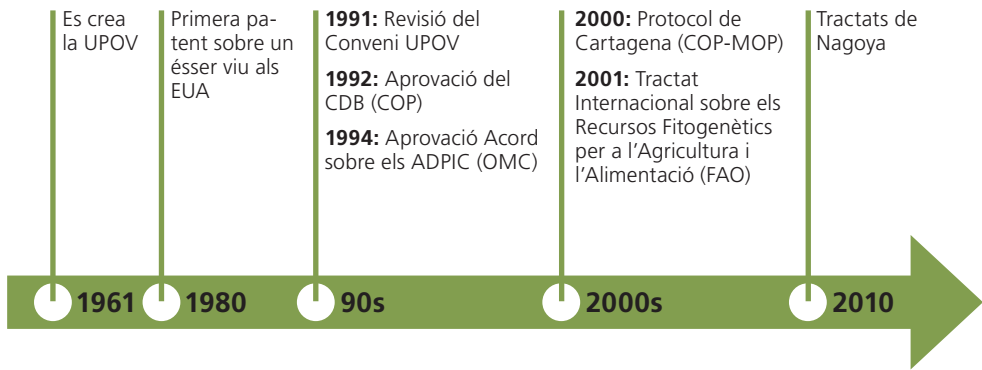 Es crea
la UPOV
Primera pa-
tent sobre un
ésser viu als
EUA
1991: Revisió del
Conveni UPOV
1992: Aprovació del
CDB (COP)
1994: Aprovació Acord
sobre els ADPIC (OMC)
2000: Protocol de
Cartagena (COP-MOP)
2001: Tractat
Internacional sobre els
Recursos Fitogenètics
per a l’Agricultura i
l’Alimentació (FAO)
Tractats de
Nagoya
1961
1980
90s
2000s
2010